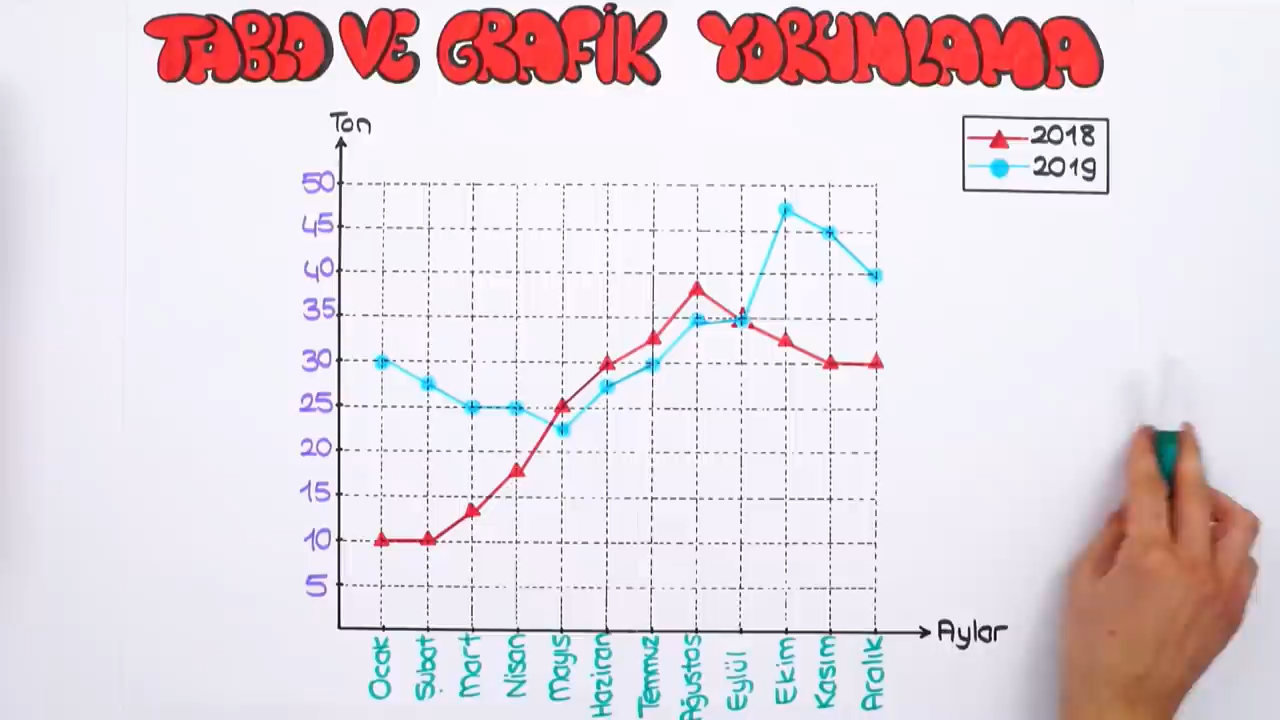 TABLO VE GRAFİK YORUMLAMA
Ton
2018
2019
50
45
40
35
30
25
20
15
10
5
Aylar
Ocak
Şubat
Mart
Nisan
Mayıs
Haziran
Temmuz
Ağustos
Eylül
Ekim
Kasım
Aralık